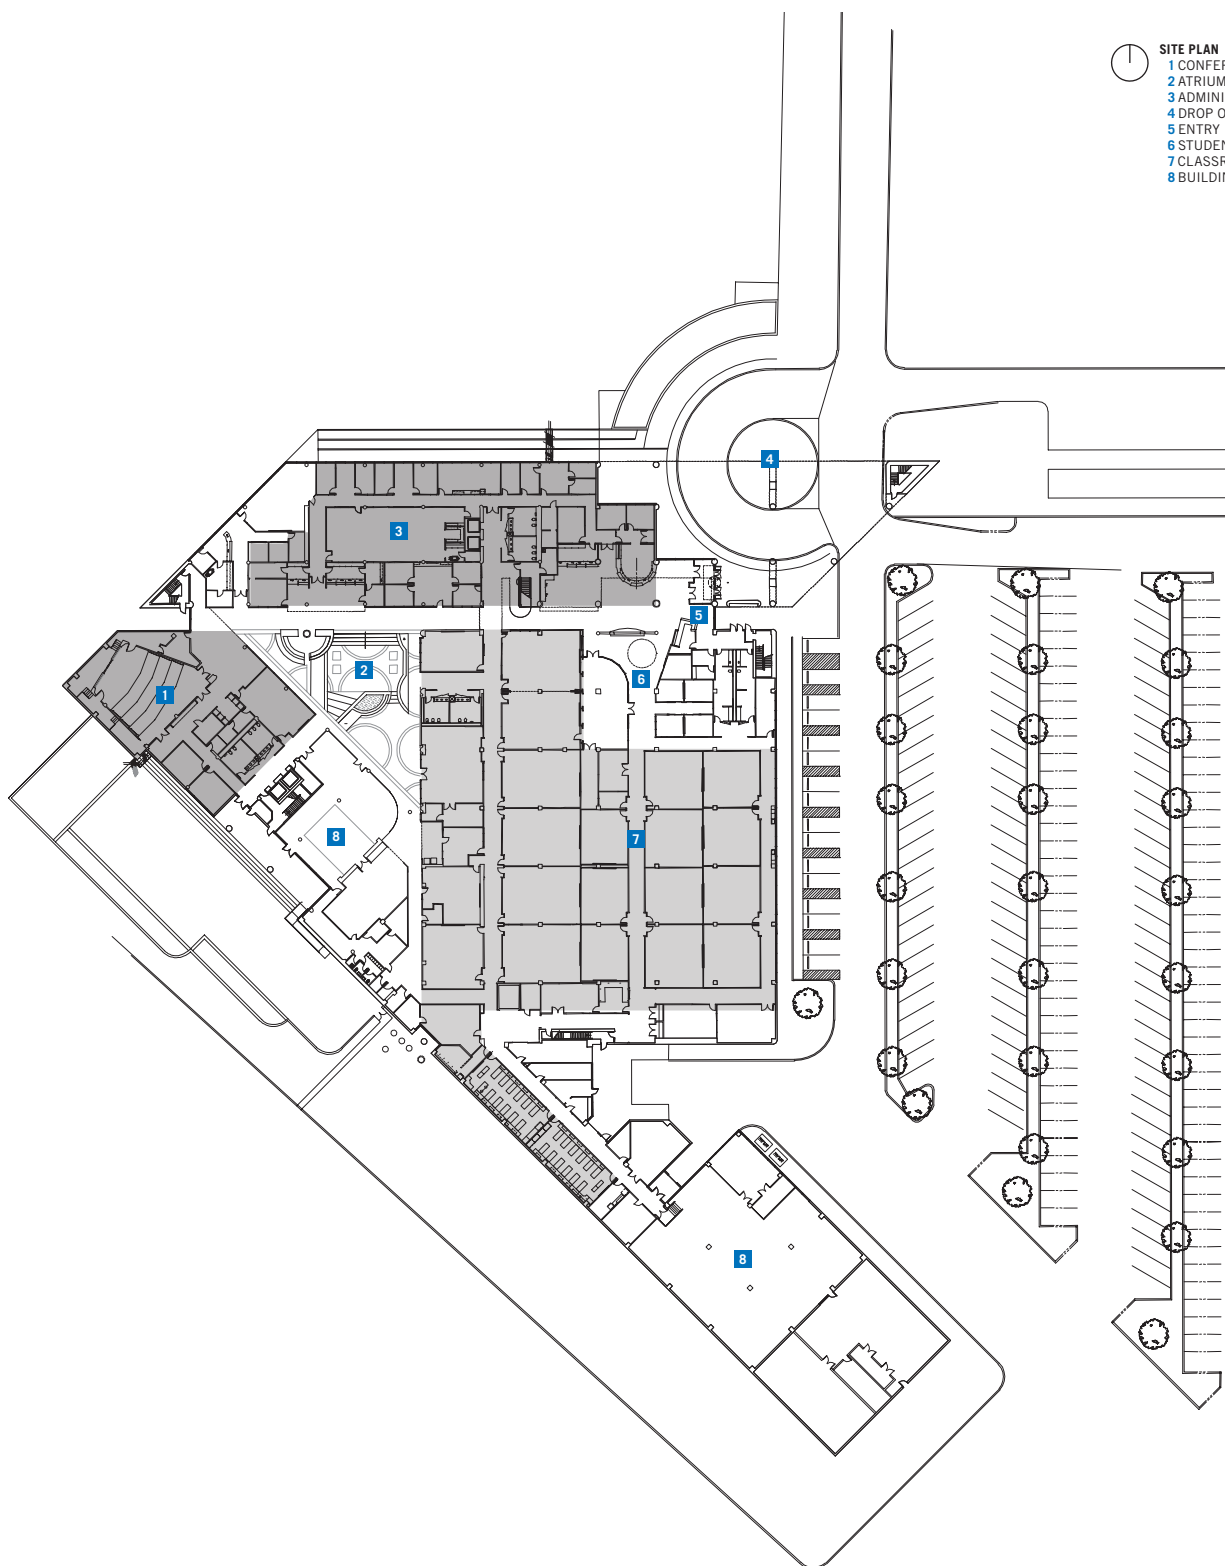 SITE PLAN
1 CONFER
2 ATRIUM
3 ADMINI
4 DROP O
5 ENTRY
6 STUDEN
7 CLASSR
8 BUILDIN
4
3
5
2
6
1
8
7
8